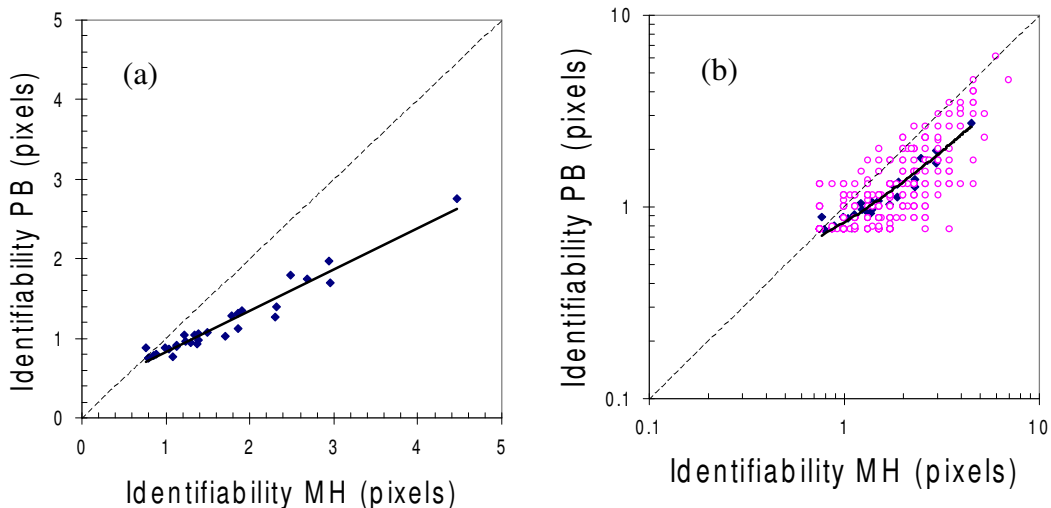 (a)
Identifiability PB (pixels)
5
4
3
2
1
0
0 1 2 3 4 5
Identifiability MH (pixels)
(b)
Identifiability PB (pixels)
10
1
0.1
0.1 1 10
Identifiability MH (pixels)